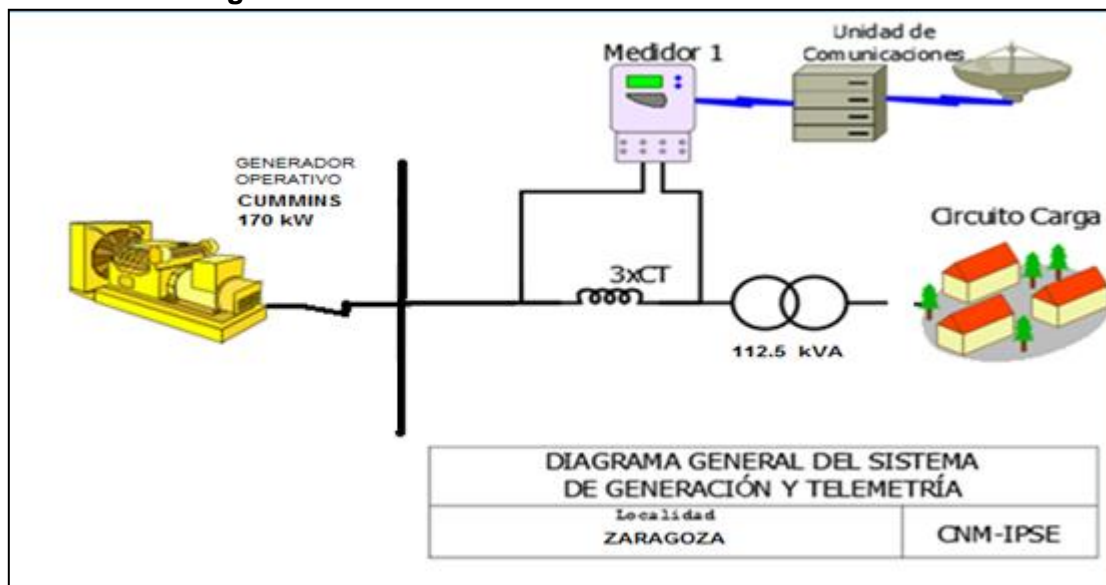 Medidor 1
Unidad de
Comunicaciones
GENERADOR
OPERATIVO
CUMMINS
170 kW
3xCT
112.5 kVA
Circuito Carga
DIAGRAMA GENERAL DEL SISTEMA
DE GENERACIÓN Y TELEMETRÍA
Localidad
ZARAGOZA
CNM-IPSE